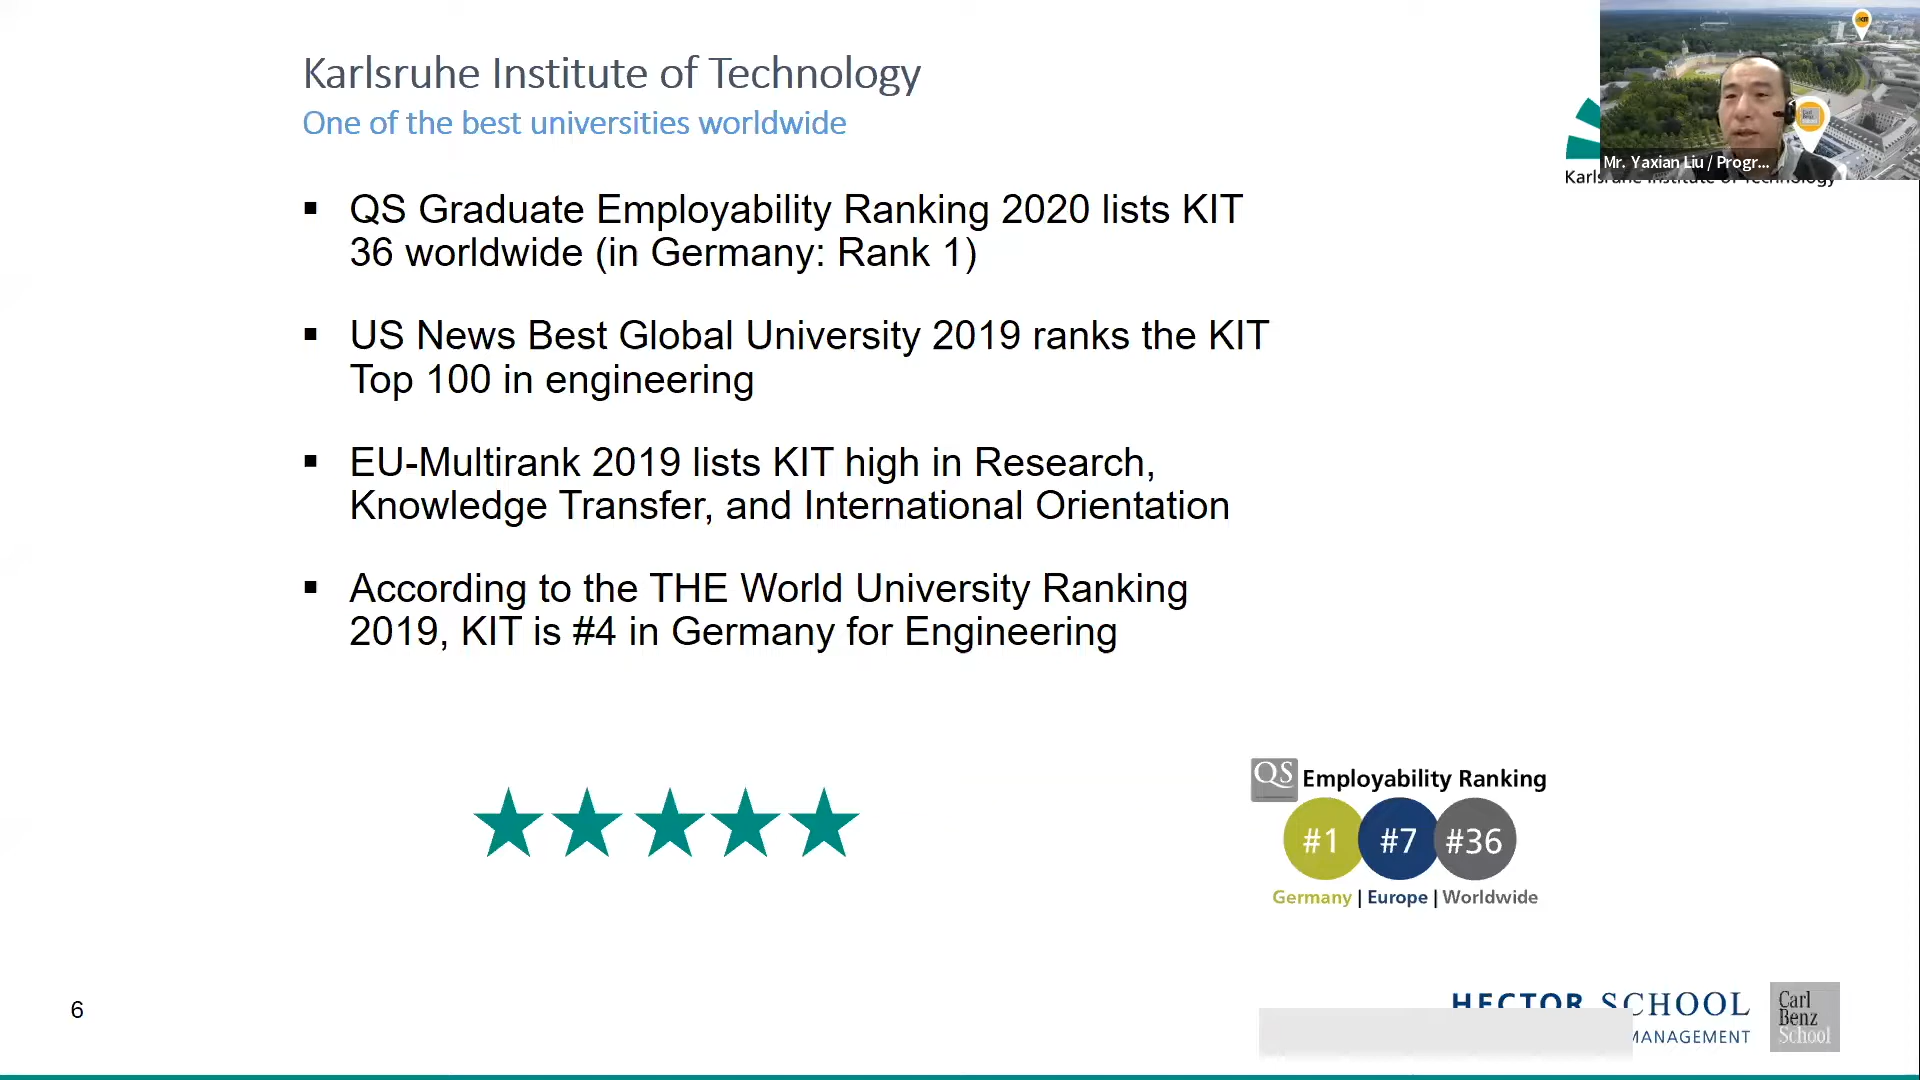 Karlsruhe Institute of Technology
One of the best universities worldwide
Mr. Yaxian Liu / Progr...
Karlsruhe Institute of Technology
▪ QS Graduate Employability Ranking 2020 lists KIT
36 worldwide (in Germany: Rank 1)
▪ US News Best Global University 2019 ranks the KIT
Top 100 in engineering
▪ EU-Multirank 2019 lists KIT high in Research,
Knowledge Transfer, and International Orientation
▪ According to the THE World University Ranking
2019, KIT is #4 in Germany for Engineering
QS Employability Ranking
#1 #7 #36
Germany | Europe | Worldwide
6
HECTOR SCHOOL
MANAGEMENT
Carl
Benz
School